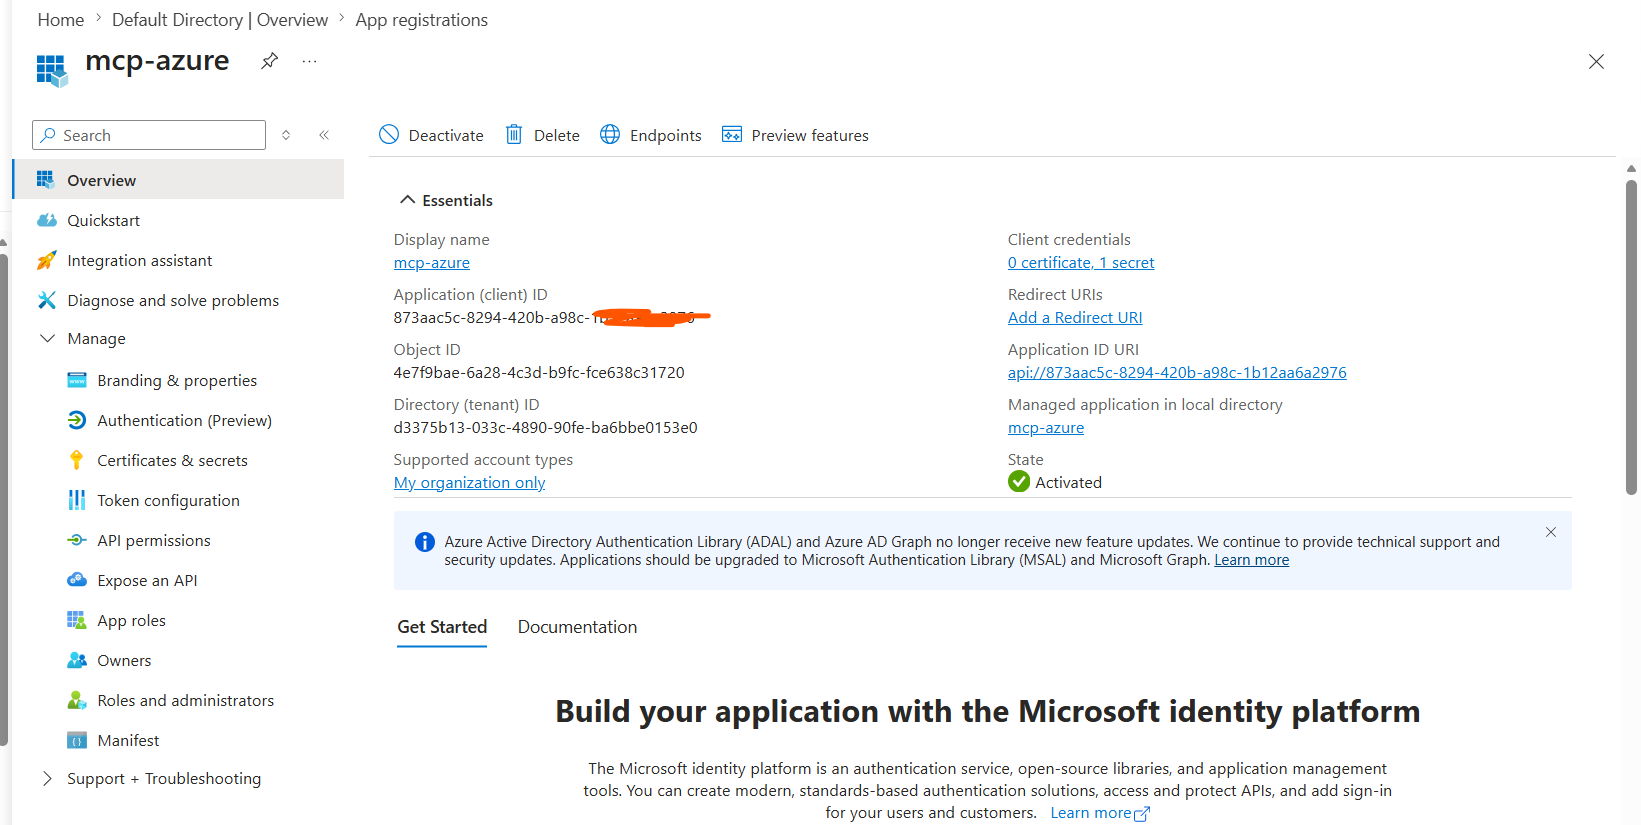 Home > Default Directory | Overview > App registrations
mcp-azure
Search
Overview
Quickstart
Integration assistant
Diagnose and solve problems
Manage
Branding & properties
Authentication (Preview)
Certificates & secrets
Token configuration
API permissions
Expose an API
App roles
Owners
Roles and administrators
Manifest
Support + Troubleshooting
Deactivate
Delete
Endpoints
Preview features
Essentials
Display name
mcp-azure
Application (client) ID
873aac5c-8294-420b-a98c-
Object ID
4e7f9bae-6a28-4c3d-b9fc-fce638c31720
Directory (tenant) ID
d3375b13-033c-4890-90fe-ba6bbe0153e0
Supported account types
My organization only
Client credentials
0 certificate, 1 secret
Redirect URIs
Add a Redirect URI
Application ID URI
api://873aac5c-8294-420b-a98c-1b12aa6a2976
Managed application in local directory
mcp-azure
State
Activated
Azure Active Directory Authentication Library (ADAL) and Azure AD Graph no longer receive new feature updates. We continue to provide technical support and
security updates. Applications should be upgraded to Microsoft Authentication Library (MSAL) and Microsoft Graph. Learn more
Get Started
Documentation
Build your application with the Microsoft identity platform
The Microsoft identity platform is an authentication service, open-source libraries, and application management
tools. You can create modern, standards-based authentication solutions, access and protect APIs, and add sign-in
for your users and customers. Learn more